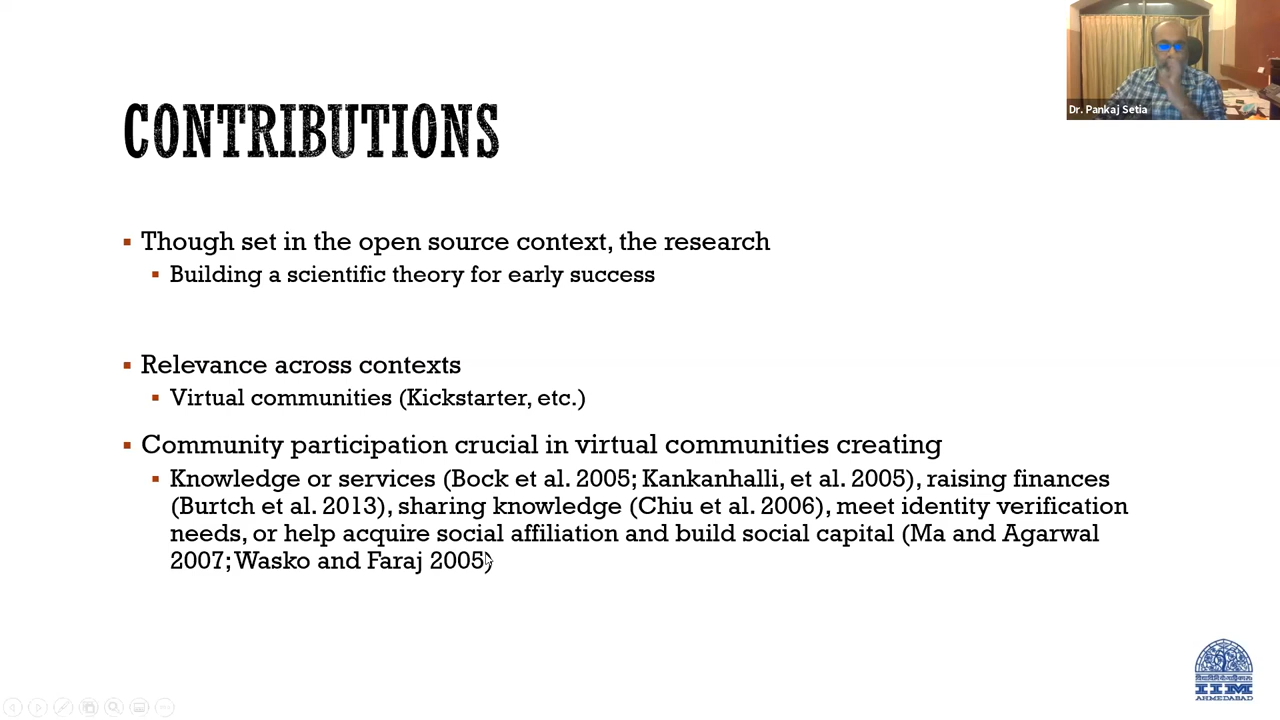 Dr. Pankaj Setia
CONTRIBUTIONS
Though set in the open source context, the research
Building a scientific theory for early success
Relevance across contexts
Virtual communities (Kickstarter, etc.)
Community participation crucial in virtual communities creating
Knowledge or services (Bock et al. 2005; Kankanhalli, et al. 2005), raising finances
(Burtch et al. 2013), sharing knowledge (Chiu et al. 2006), meet identity verification
needs, or help acquire social affiliation and build social capital (Ma and Agarwal
2007; Wasko and Faraj 2005)
IIM
AHMEDABAD